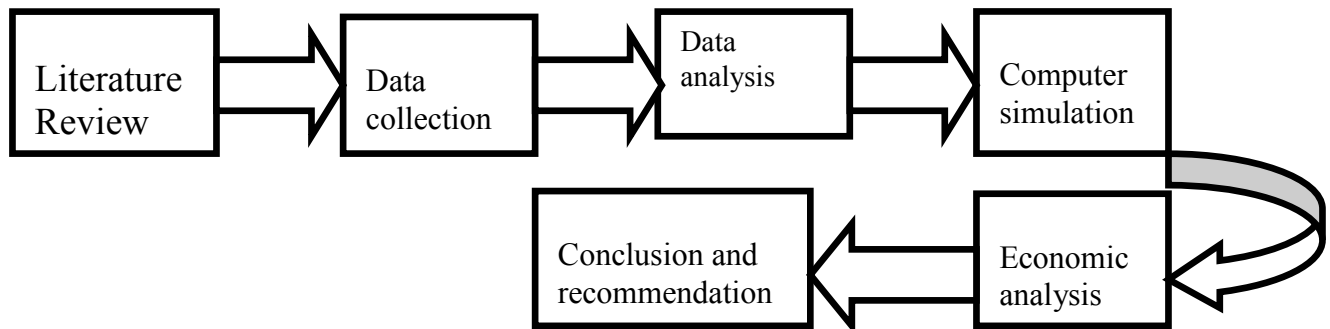 Literature
Review
Data
collection
Data
analysis
Computer
simulation
Economic
analysis
Conclusion and
recommendation